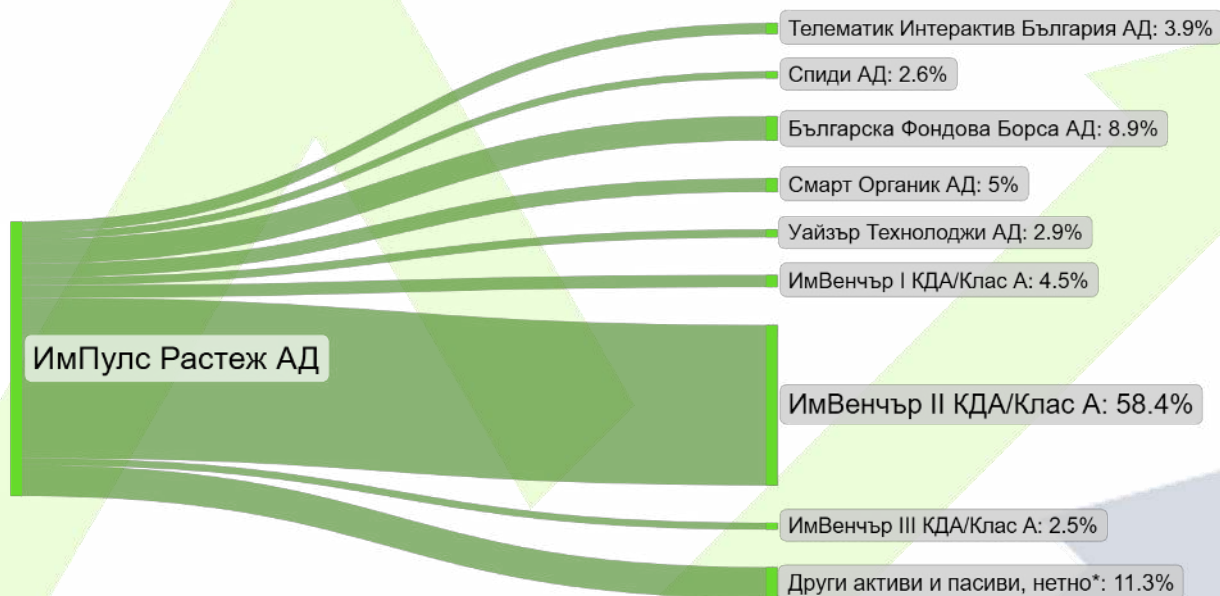 Телематик Интерактив България АД: 3.9%
Спиди АД: 2.6%
Българска Фондова Борса АД: 8.9%
Смарт Органик АД: 5%
Уайзър Технолоджи АД: 2.9%
ИмВенчър I КДА/Клас А: 4.5%
ИмПулс Растеж АД
ИмВенчър II КДА/Клас А: 58.4%
ИмВенчър III КДА/Клас А: 2.5%
Други активи и пасиви, нетно*: 11.3%